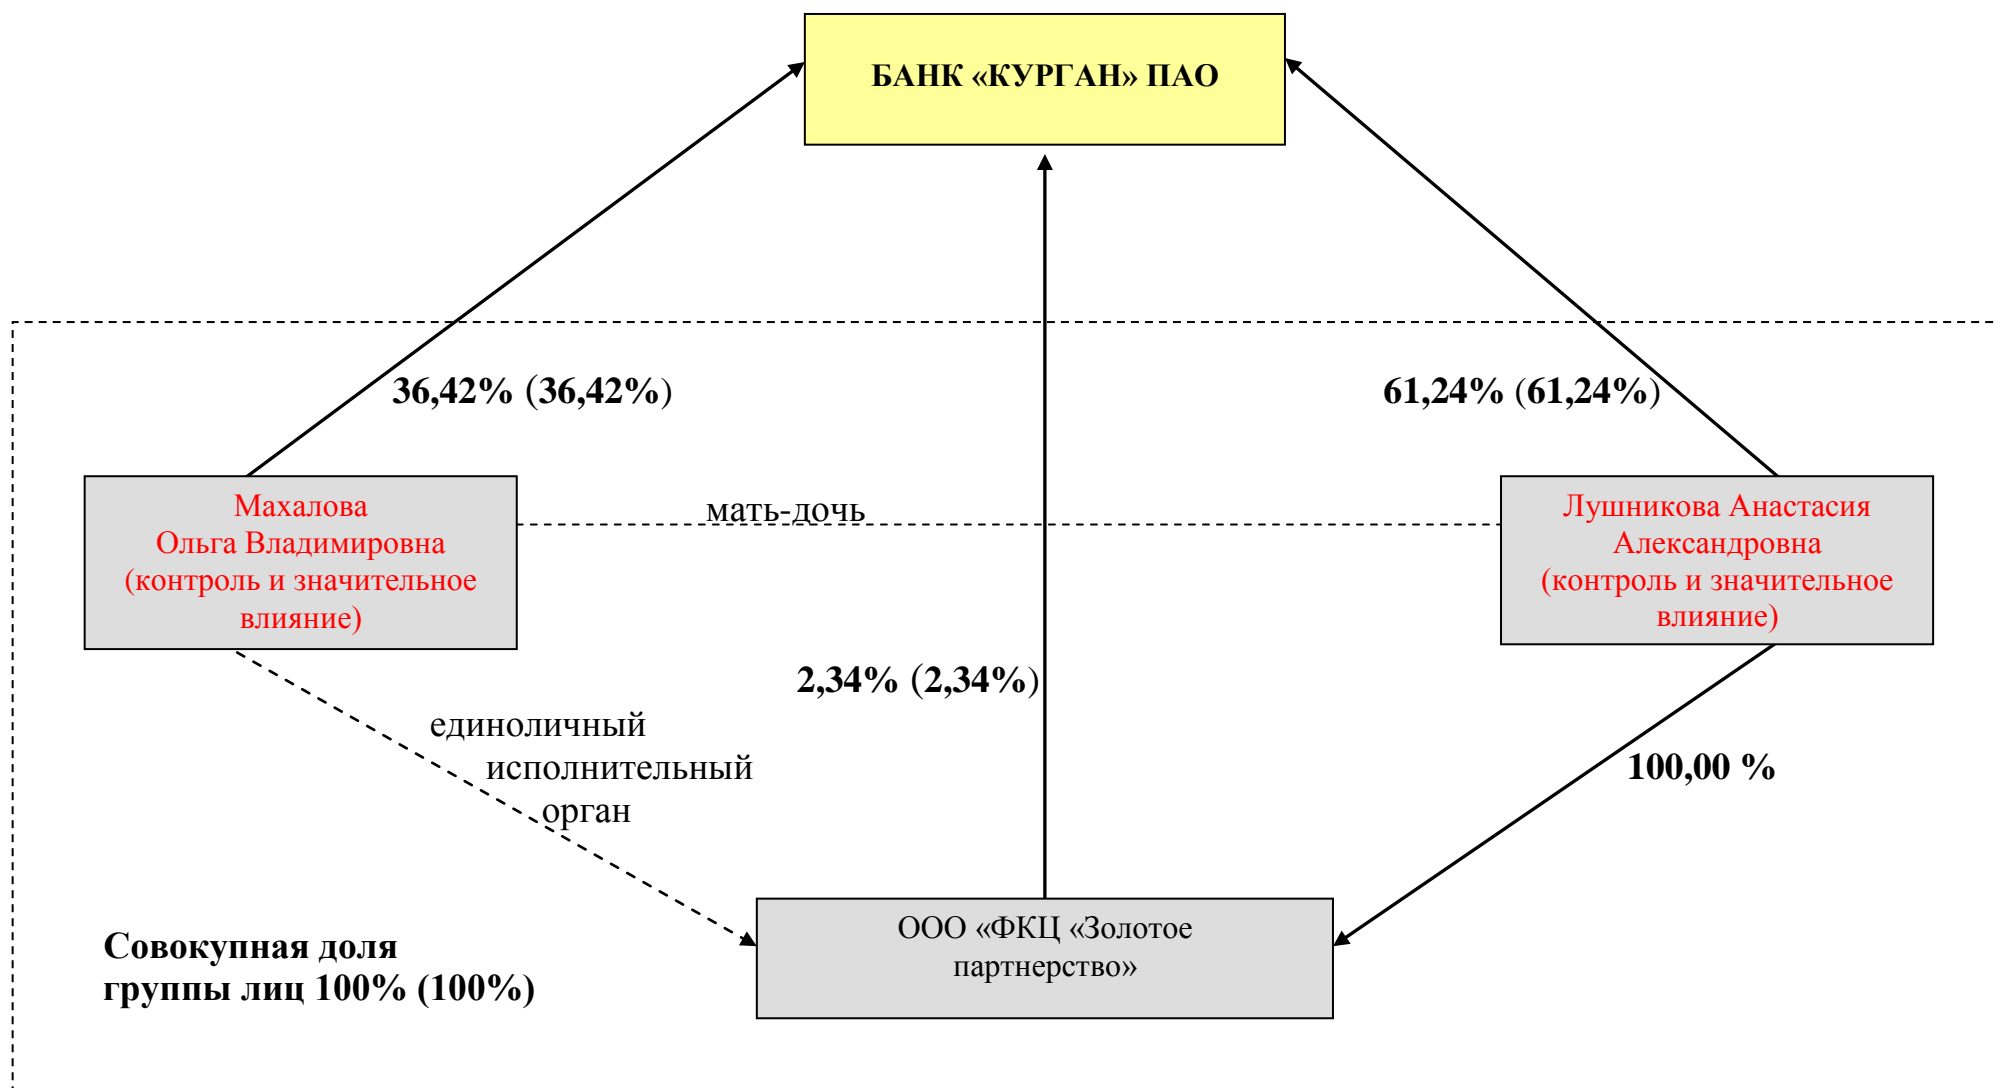 БАНК «КУРГАН» ПАО
36,42% (36,42%)
61,24% (61,24%)
Махалова
Ольга Владимировна
(контроль и значительное
влияние)
мать-дочь
Лушникова Анастасия
Александровна
(контроль и значительное
влияние)
2,34% (2,34%)
единоличный
исполнительный
орган
100,00 %
ООО «ФКЦ «Золотое
партнерство»
Совокупная доля
группы лиц 100% (100%)